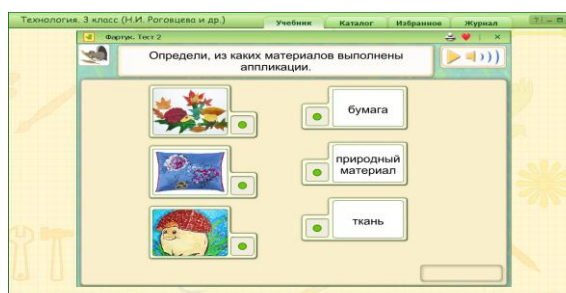 Технология. 3 класс (Н.И. Роговцева и др.)
Учебник
Каталог
Избранное
Журнал
Фартук. Тест 2
Определи, из каких материалов выполнены
аппликации.
бумага
природный
материал
ткань